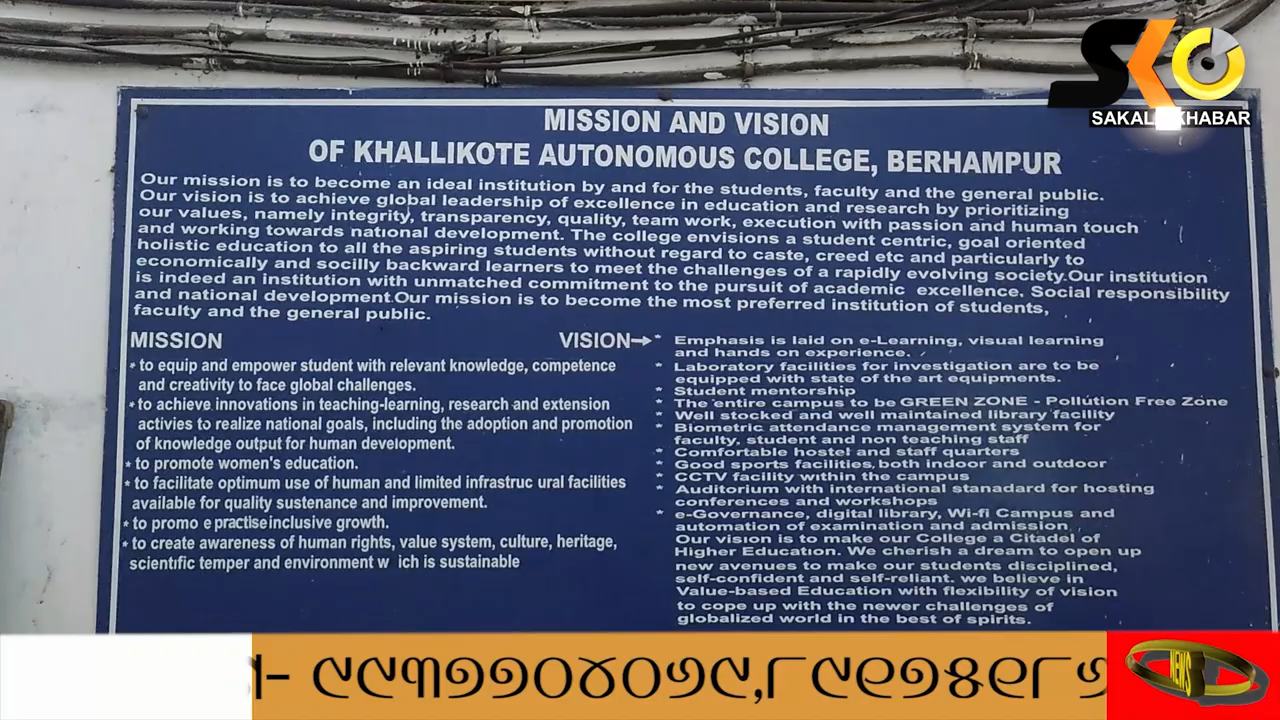 SKO
SAKAL KHABAR
MISSION AND VISION
OF KHALLIKOTE AUTONOMOUS COLLEGE, BERHAMPUR
Our mission is to become an ideal institution by and for the students, faculty and the general public.
Our vision is to achieve global leadership of excellence in education and research by prioritizing
our values, namely integrity, transparency, quality, team work, execution with passion and human touch
and working towards national development. The college envisions a student centric, goal oriented
holistic education to all the aspiring students without regard to caste, creed etc and particularly to
economically and socilly backward learners to meet the challenges of a rapidly evolving society.Our institution
is indeed an institution with unmatched commitment to the pursuit of academic excellence. Social responsibility
and national development.Our mission is to become the most preferred institution of students,
faculty and the general public.
MISSION
* to equip and empower student with relevant knowledge, competence
and creativity to face global challenges.
* to achieve innovations in teaching-learning, research and extension
activies to realize national goals, including the adoption and promotion
of knowledge output for human development.
* to promote women's education.
* to facilitate optimum use of human and limited infrastruc ural facilities
available for quality sustenance and improvement.
* to promo e practise inclusive growth.
* to create awareness of human rights, value system, culture, heritage,
scientific temper and environment w ich is sustainable
VISION→
* Emphasis is laid on e-Learning, visual learning
and hands on experience.
* Laboratory facilities for investigation are to be
equipped with state of the art equipments.
* Student mentorship
* The entire campus to be GREEN ZONE - Pollution Free Zone
* Well stocked and well maintained library facility
* Biometric attendance management system for
faculty, student and non teaching staff
* Comfortable hostel and staff quarters
* Good sports facilities, both indoor and outdoor
* CCTV facility within the campus
* Auditorium with international stanadard for hosting
conferences and workshops
* e-Governance, digital library, Wi-fi Campus and
automation of examination and admission
Our vision is to make our College a Citadel of
Higher Education. We cherish a dream to open up
new avenues to make our students disciplined,
self-confident and self-reliant. we believe in
Value-based Education with flexibility of vision
to cope up with the newer challenges of
globalized world in the best of spirits.
- ୯୯୩୭୭୦୪୦୬୯,୮୯୧୭୫୧୮
NEWS